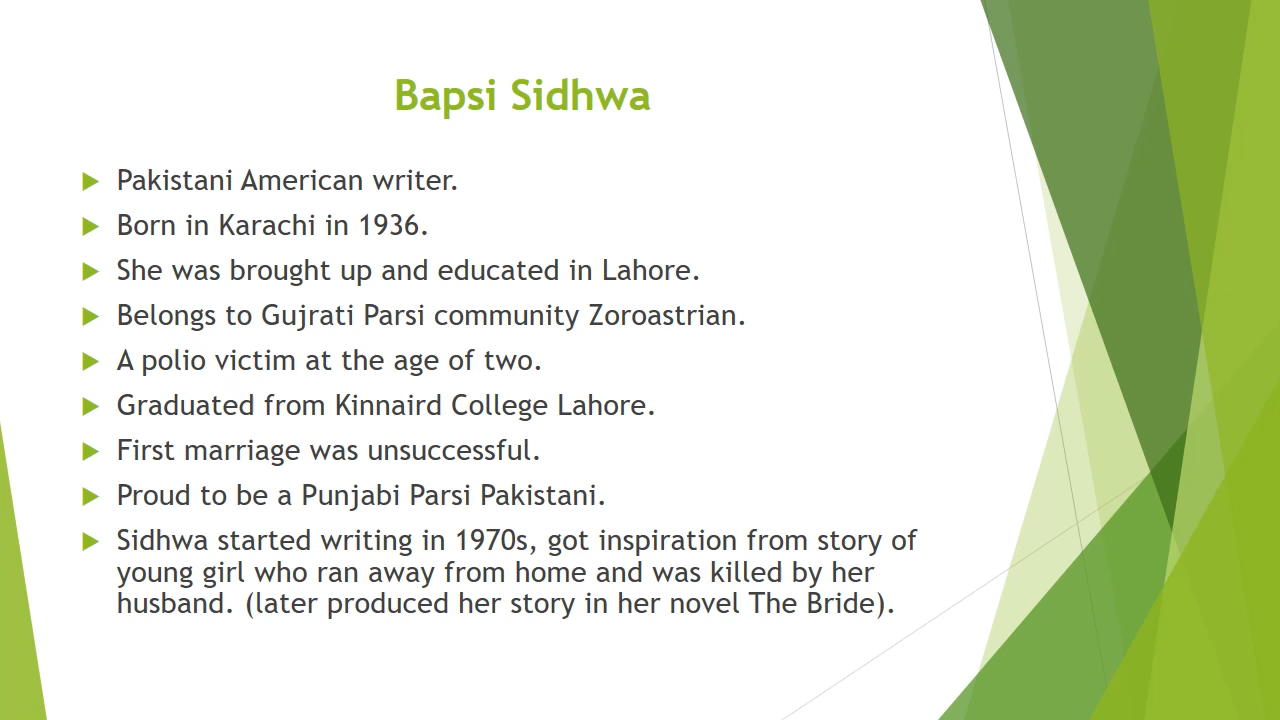 Bapsi Sidhwa
Pakistani American writer.
Born in Karachi in 1936.
She was brought up and educated in Lahore.
Belongs to Gujrati Parsi community Zoroastrian.
A polio victim at the age of two.
Graduated from Kinnaird College Lahore.
First marriage was unsuccessful.
Proud to be a Punjabi Parsi Pakistani.
Sidhwa started writing in 1970s, got inspiration from story of
young girl who ran away from home and was killed by her
husband. (later produced her story in her novel The Bride).